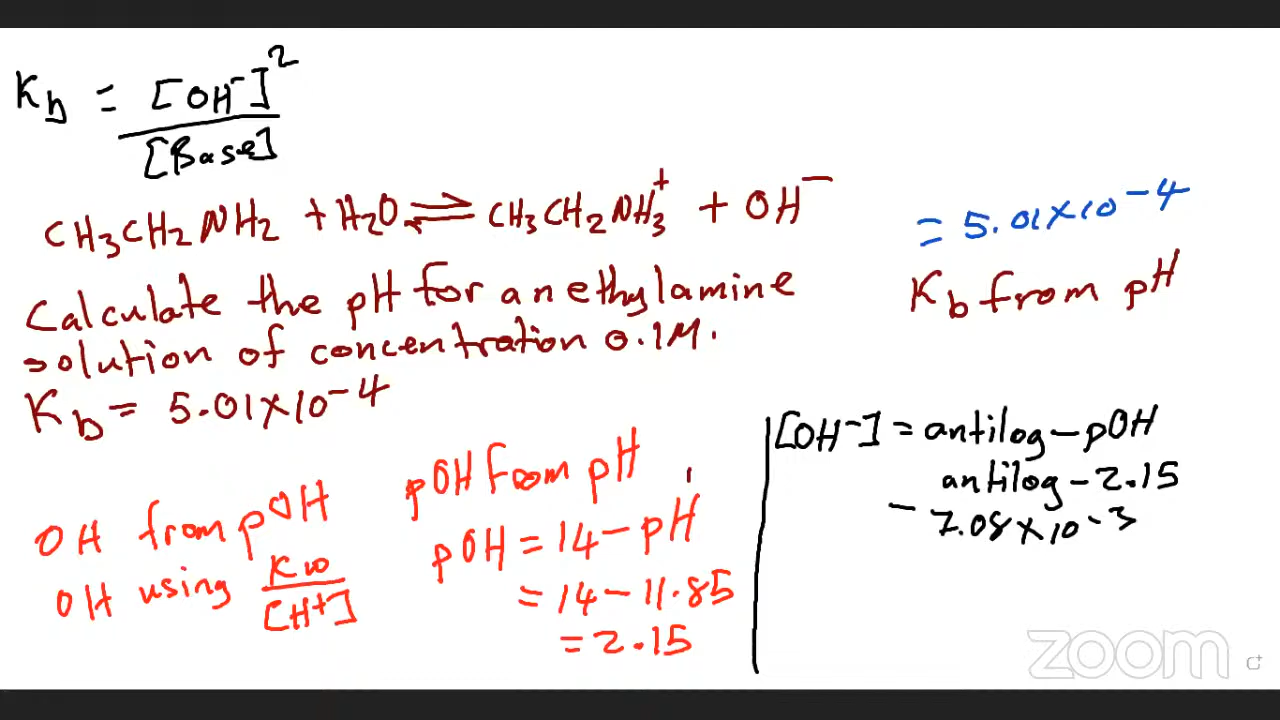 Kb = [OH-]²
[Base]
CH3CH2NH2 + H2O ⇌ CH3CH2NH3+ + OH-
= 5.01×10-4
Kb from pH
Calculate the pH for an ethylamine
solution of concentration 0.1M.
Kb = 5.01×10-4
OH from pOH
OH using Kw
[H+]
pOH from pH
pOH = 14 - pH
= 14 - 11.85
= 2.15
[OH-] = antilog - pOH
antilog - 2.15
- 7.08×10-3
zoom